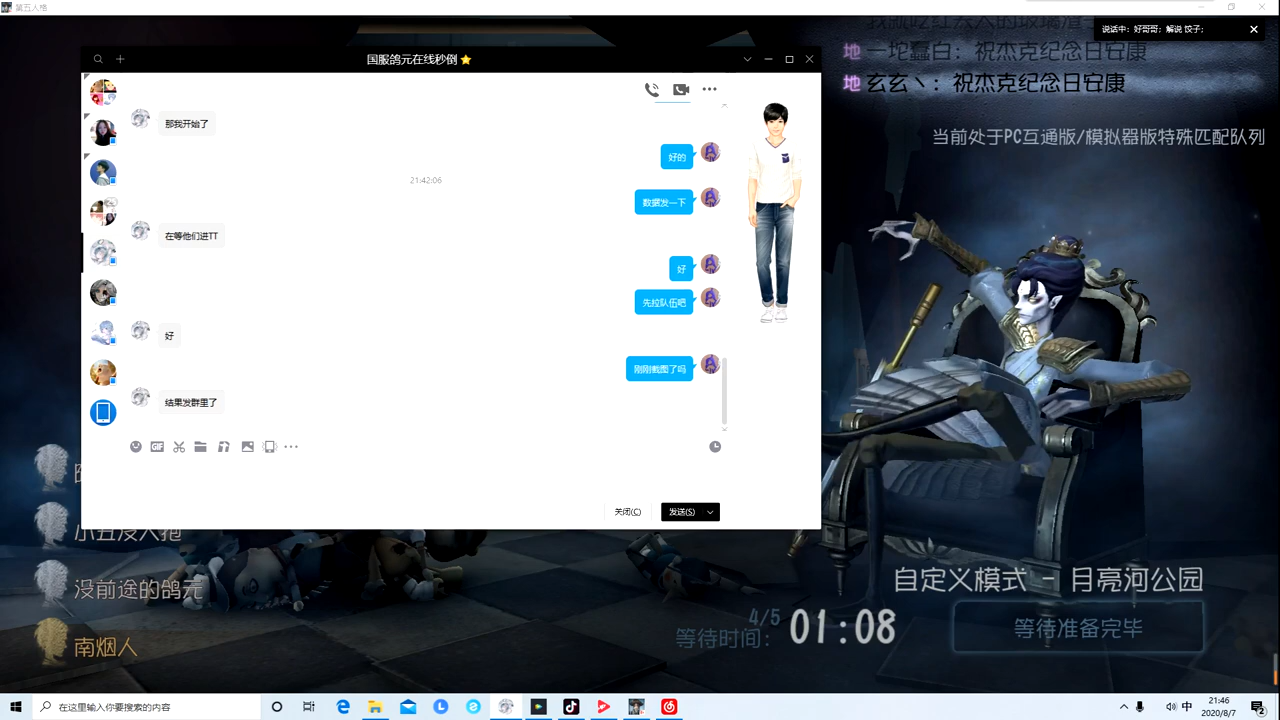 第五人格
说话中：好哥哥；解说 饺子；
国服鸽元在线秒倒⭐
一坨蠢白：祝杰克纪念日安康
地 玄玄丶：祝杰克纪念日安康
当前处于PC互通版/模拟器版特殊匹配队列
那我开始了
好的
21:42:06
数据发一下
在等他们进TT
好
先拉队伍吧
好
刚刚截图了吗
结果发群里了
GIF
关闭(C)
发送(S)
小丑没人抱
没前途的鸽元
南烟人
自定义模式 - 月亮河公园
4/5
等待时间： 01:08
等待准备完毕
在这里输入你要搜索的内容
中
21:46
2020/8/7
2